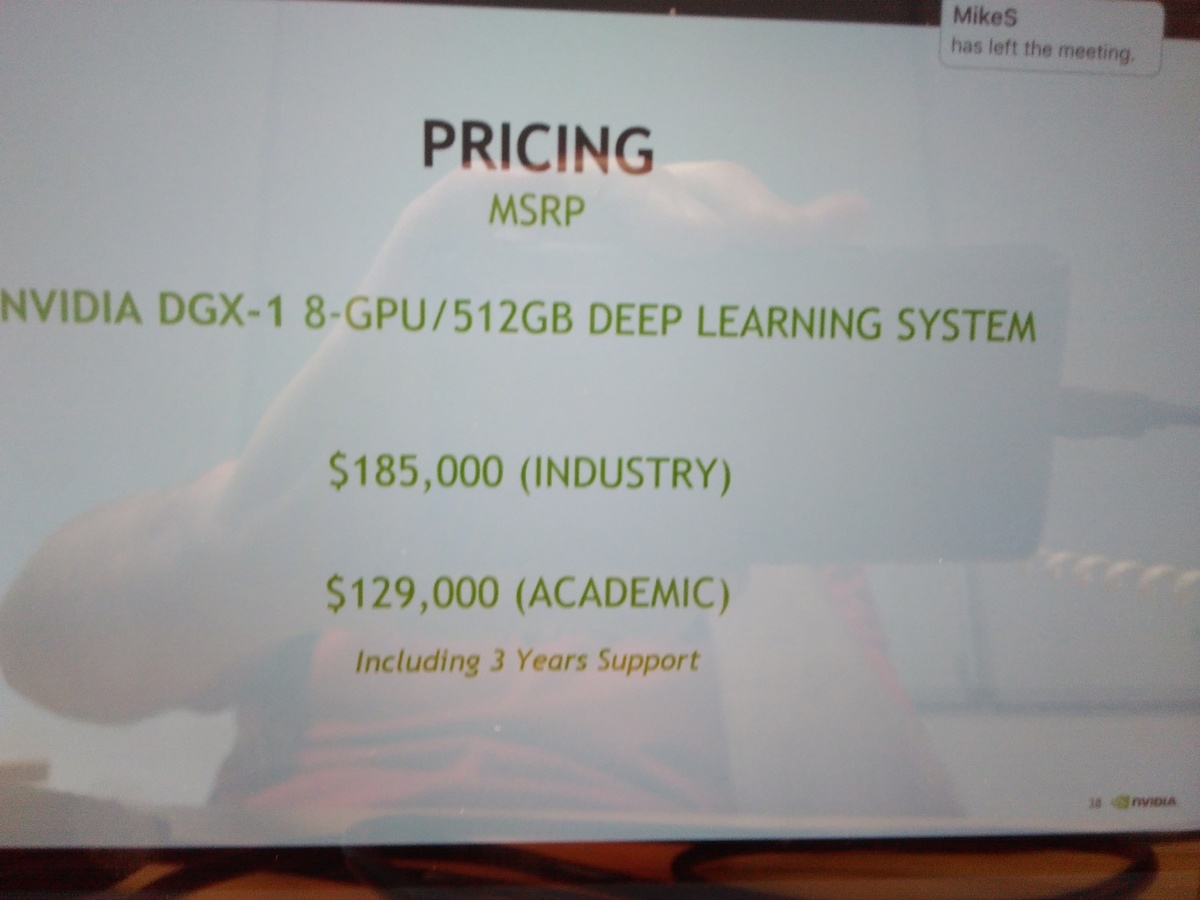 MikeS
has left the meeting.
PRICING
MSRP
NVIDIA DGX-1 8-GPU/512GB DEEP LEARNING SYSTEM
$185,000 (INDUSTRY)
$129,000 (ACADEMIC)
Including 3 Years Support
18 NVIDIA